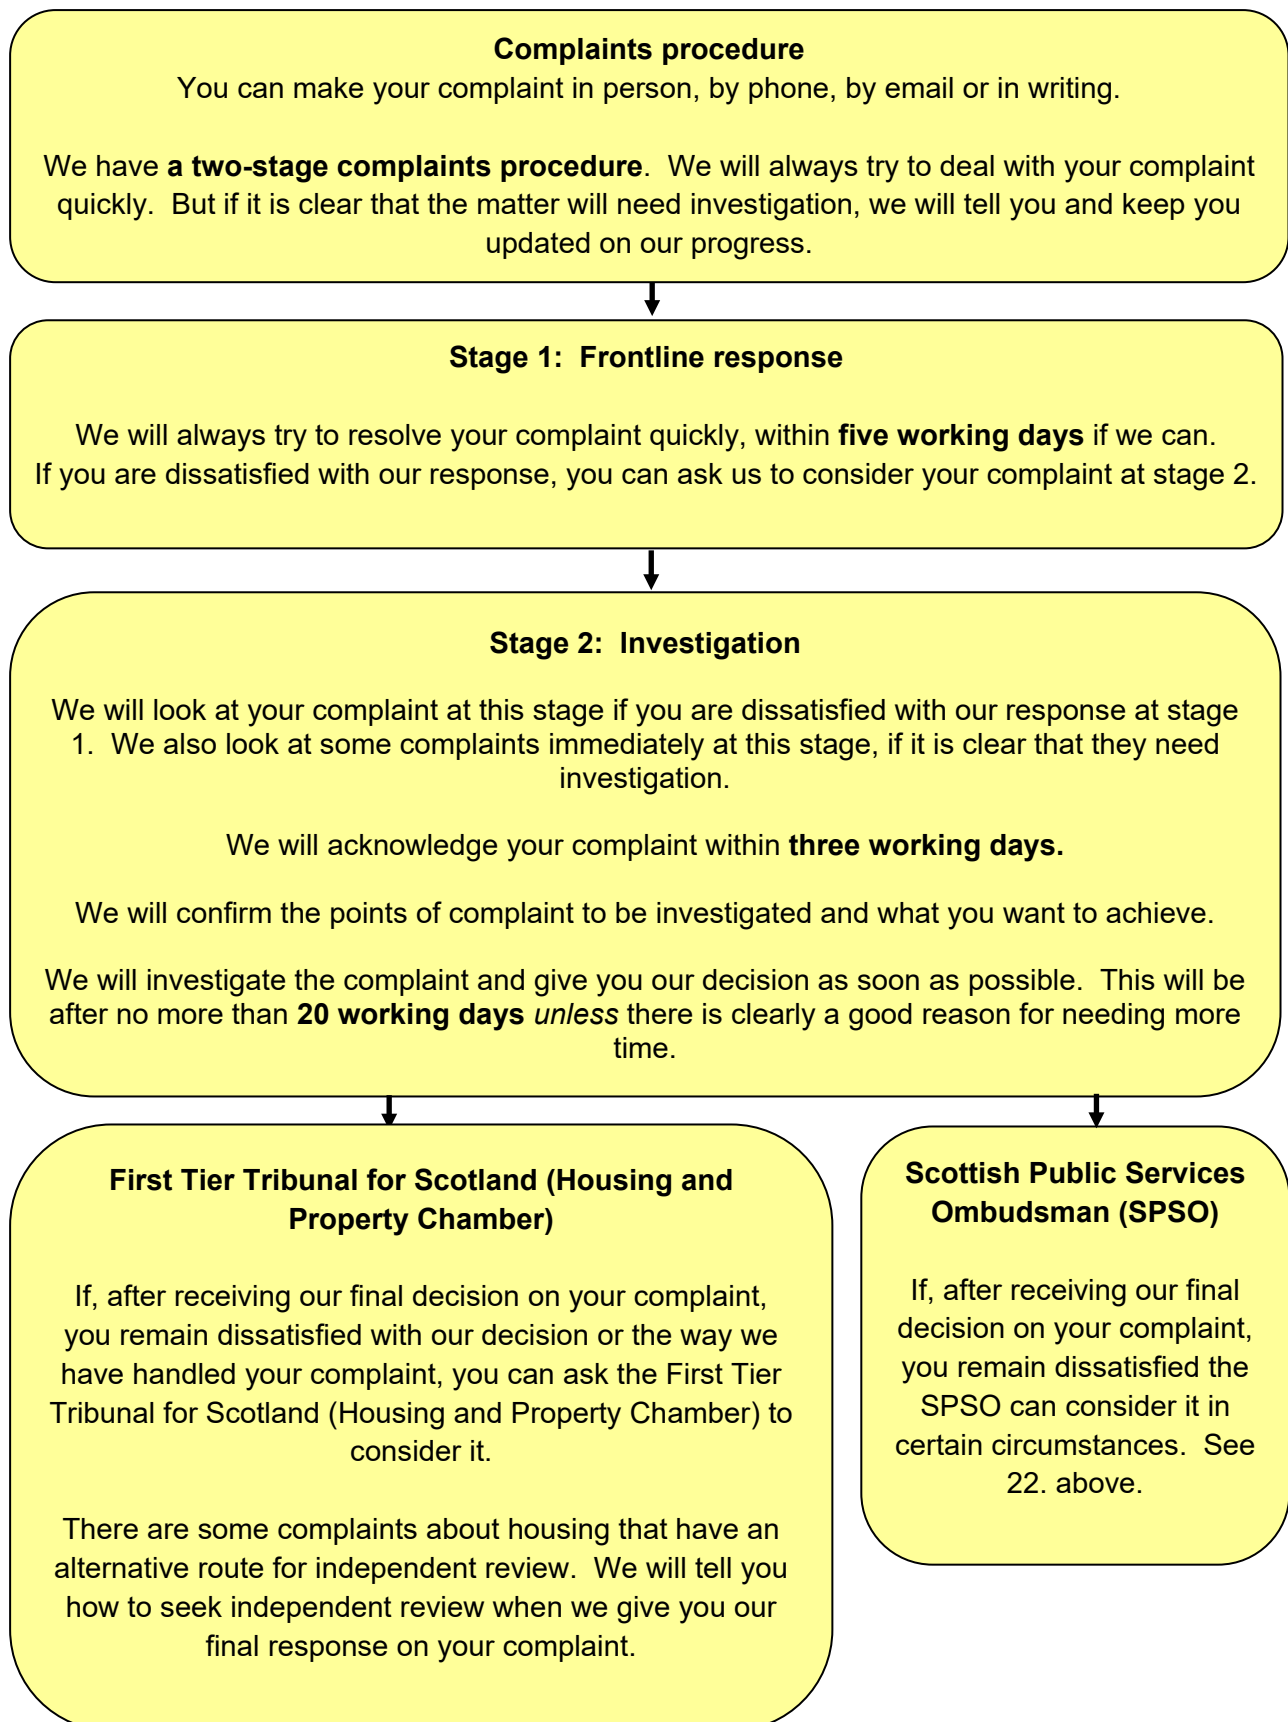 Complaints procedure
You can make your complaint in person, by phone, by email or in writing.
We have a two-stage complaints procedure.  We will always try to deal with your complaint
quickly.  But if it is clear that the matter will need investigation, we will tell you and keep you
updated on our progress.
Stage 1:  Frontline response
We will always try to resolve your complaint quickly, within five working days if we can.
If you are dissatisfied with our response, you can ask us to consider your complaint at stage 2.
Stage 2:  Investigation
We will look at your complaint at this stage if you are dissatisfied with our response at stage
1.  We also look at some complaints immediately at this stage, if it is clear that they need
investigation.
We will acknowledge your complaint within three working days.
We will confirm the points of complaint to be investigated and what you want to achieve.
We will investigate the complaint and give you our decision as soon as possible.  This will be
after no more than 20 working days unless there is clearly a good reason for needing more
time.
First Tier Tribunal for Scotland (Housing and
Property Chamber)
If, after receiving our final decision on your complaint,
you remain dissatisfied with our decision or the way we
have handled your complaint, you can ask the First Tier
Tribunal for Scotland (Housing and Property Chamber) to
consider it.
There are some complaints about housing that have an
alternative route for independent review.  We will tell you
how to seek independent review when we give you our
final response on your complaint.
Scottish Public Services
Ombudsman (SPSO)
If, after receiving our final
decision on your complaint,
you remain dissatisfied the
SPSO can consider it in
certain circumstances.  See
22. above.